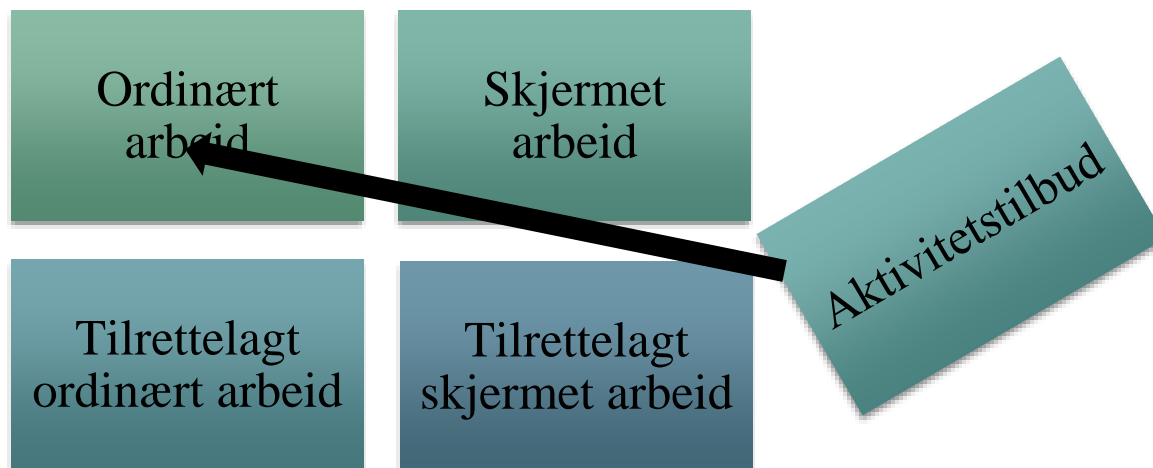 Ordinært
arbeid
Skjermet
arbeid
Aktivitetstilbud
Tilrettelagt
ordinært arbeid
Tilrettelagt
skjermet arbeid